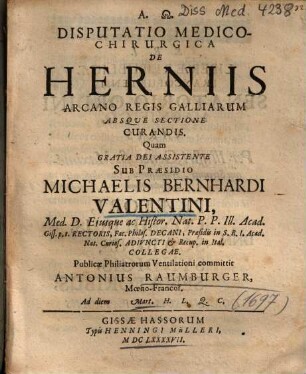 A. Ω.
Diss Med. 4238
DISPUTATIO MEDICO-
CHIRURGICA
DE
HERNIIS
ARCANO REGIS GALLIARUM
ABSQUE SECTIONE
CURANDIS,
Quam
GRATIA DEI ASSISTENTE
SUB PRÆSIDIO
MICHAELIS BERNHARDI
VALENTINI,
Med. D. Ejusque ac Histor. Nat. P. P. Ill. Acad.
Giss. p. t. RECTORIS, Fac. Philos. DECANI, Præsidii in S. R. I. Acad.
Nat. Curios. ADIUNCTI & Recup. in Ital.
COLLEGAE.
Publicæ Philiatrorum Ventilationi committit
ANTONIUS RAUMBURGER,
Mœno-Francof.
Ad diem Mart. H. L. Q. C. (1697)
GISSÆ HASSORUM
Typis HENNINGI MüLLERI,
M DC LXXXXVII.